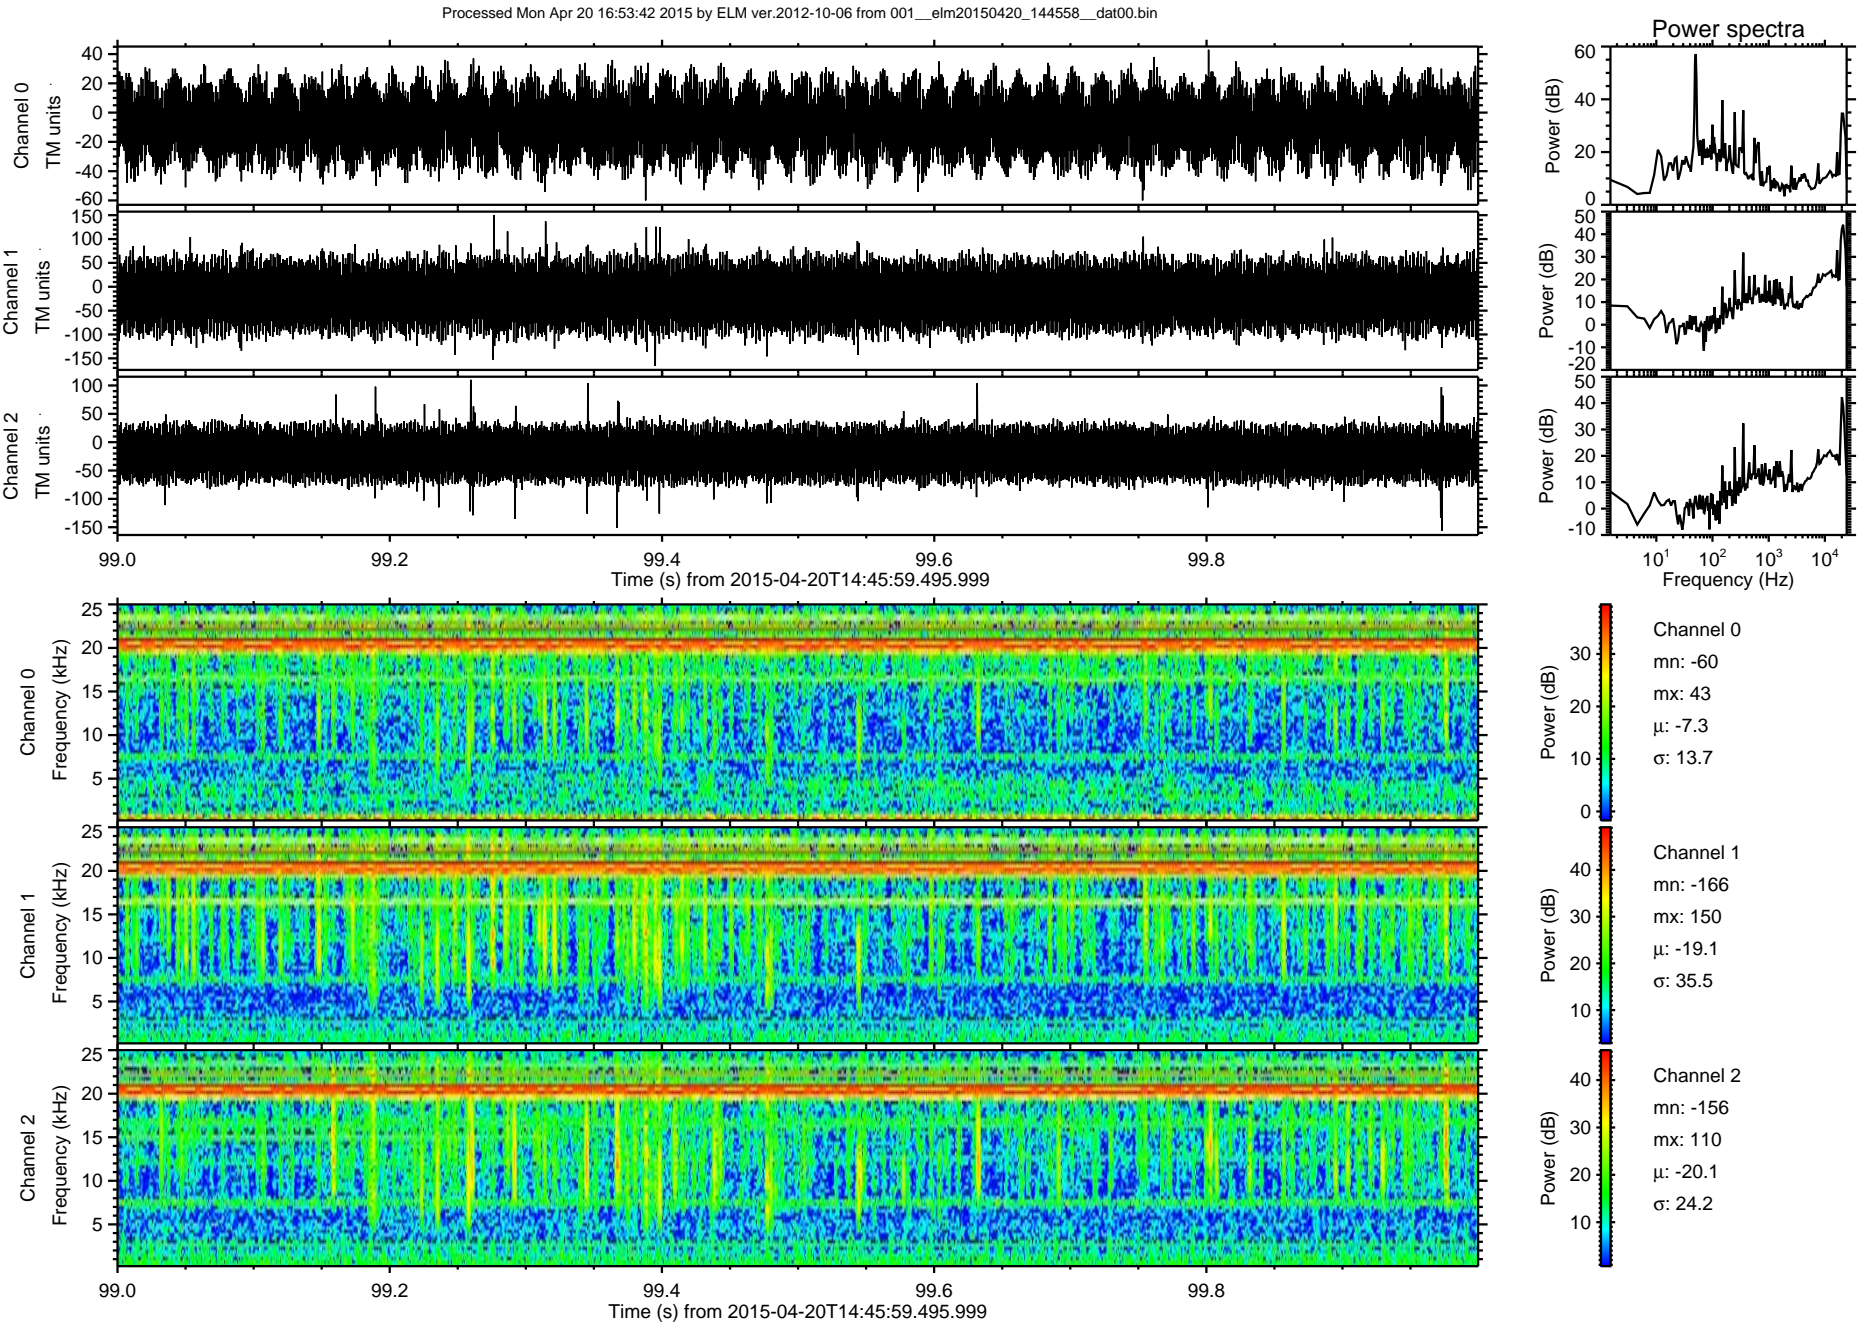 Processed Mon Apr 20 16:53:42 2015 by ELM ver.2012-10-06 from 001__elm20150420_144558__dat00.bin
Power spectra
Channel 0
TM units
40
20
0
-20
-40
-60
Power (dB)
60
40
20
0
Channel 1
TM units
150
100
50
0
-50
-100
-150
Power (dB)
50
40
30
20
10
0
-10
-20
Channel 2
TM units
100
50
0
-50
-100
-150
Power (dB)
50
40
30
20
10
0
-10
99.0 99.2 99.4 99.6 99.8
Time (s) from 2015-04-20T14:45:59.495.999
10^1 10^2 10^3 10^4
Frequency (Hz)
Channel 0
Frequency (kHz)
25
20
15
10
5
Power (dB)
30
20
10
0
Channel 0
mn: -60
mx: 43
μ: -7.3
σ: 13.7
Channel 1
Frequency (kHz)
25
20
15
10
5
Power (dB)
40
30
20
10
Channel 1
mn: -166
mx: 150
μ: -19.1
σ: 35.5
Channel 2
Frequency (kHz)
25
20
15
10
5
Power (dB)
40
30
20
10
Channel 2
mn: -156
mx: 110
μ: -20.1
σ: 24.2
99.0 99.2 99.4 99.6 99.8
Time (s) from 2015-04-20T14:45:59.495.999